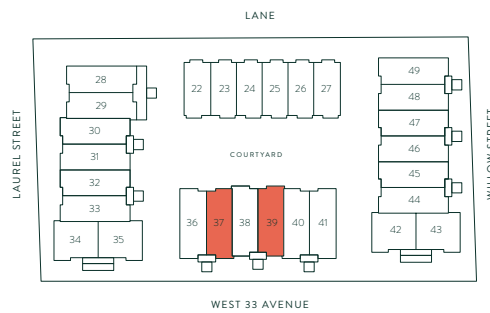 LANE
28
29
30
31
32
33
34 35
22 23 24 25 26 27
COURTYARD
36 37 38 39 40 41
49
48
47
46
45
44
42 43
LAUREL STREET
WILLOW STREET
WEST 33 AVENUE